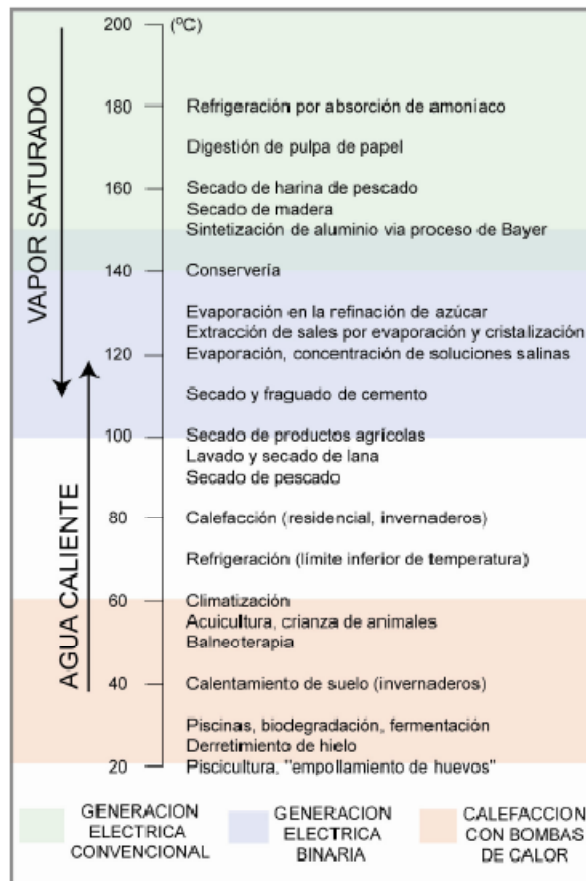 200 (ºC)
180 Refrigeración por absorción de amoníaco
Digestión de pulpa de papel
160 Secado de harina de pescado
Secado de madera
Sintetización de aluminio via proceso de Bayer
140 Conservería
Evaporación en la refinación de azúcar
Extracción de sales por evaporación y cristalización
120 Evaporación, concentración de soluciones salinas
Secado y fraguado de cemento
100 Secado de productos agrícolas
Lavado y secado de lana
Secado de pescado
80 Calefacción (residencial, invernaderos)
Refrigeración (límite inferior de temperatura)
60 Climatización
Acuicultura, crianza de animales
Balneoterapia
40 Calentamiento de suelo (invernaderos)
Piscinas, biodegradación, fermentación
Derretimiento de hielo
20 Piscicultura, "empollamiento de huevos"
VAPOR SATURADO
AGUA CALIENTE
GENERACION
ELECTRICA
CONVENCIONAL
GENERACION
ELECTRICA
BINARIA
CALEFACCION
CON BOMBAS
DE CALOR